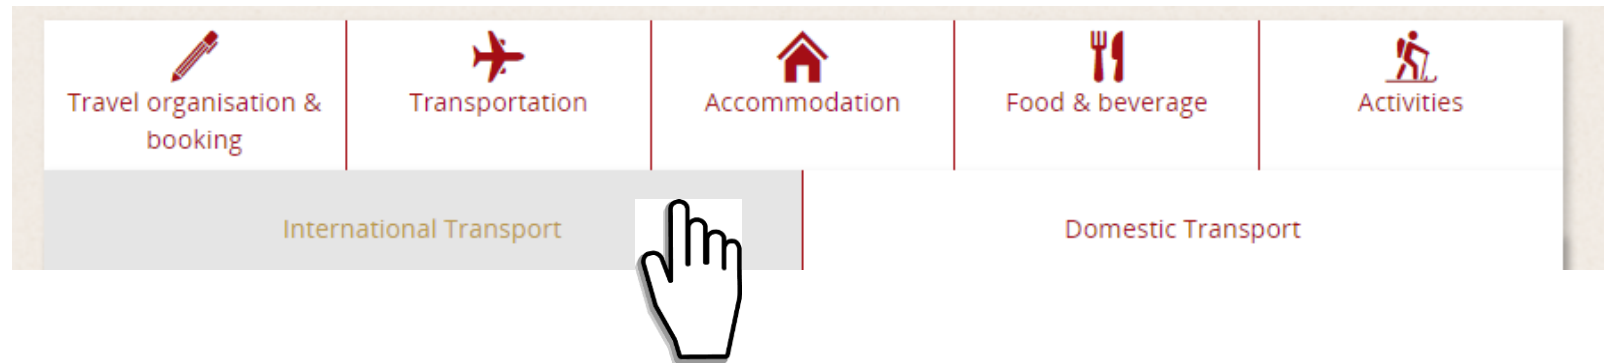 Travel organisation &
booking
Transportation
Accommodation
Food & beverage
Activities
International Transport
Domestic Transport